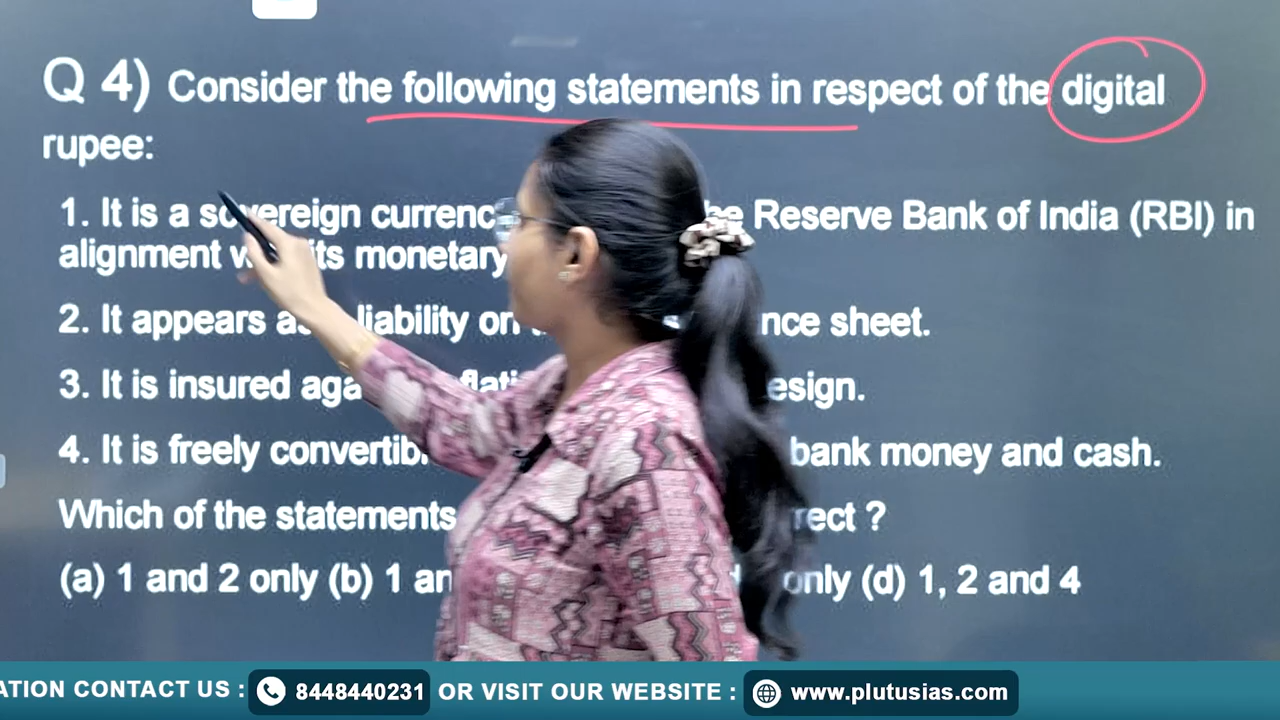 Q 4) Consider the following statements in respect of the digital
rupee:
1. It is a sovereign currenc Reserve Bank of India (RBI) in
alignment its monetary
2. It appears as liability on nce sheet.
3. It is insured aga flati esign.
4. It is freely convertib bank money and cash.
Which of the statements rect ?
(a) 1 and 2 only (b) 1 an only (d) 1, 2 and 4
ATION CONTACT US : 8448440231 OR VISIT OUR WEBSITE : www.plutusias.com